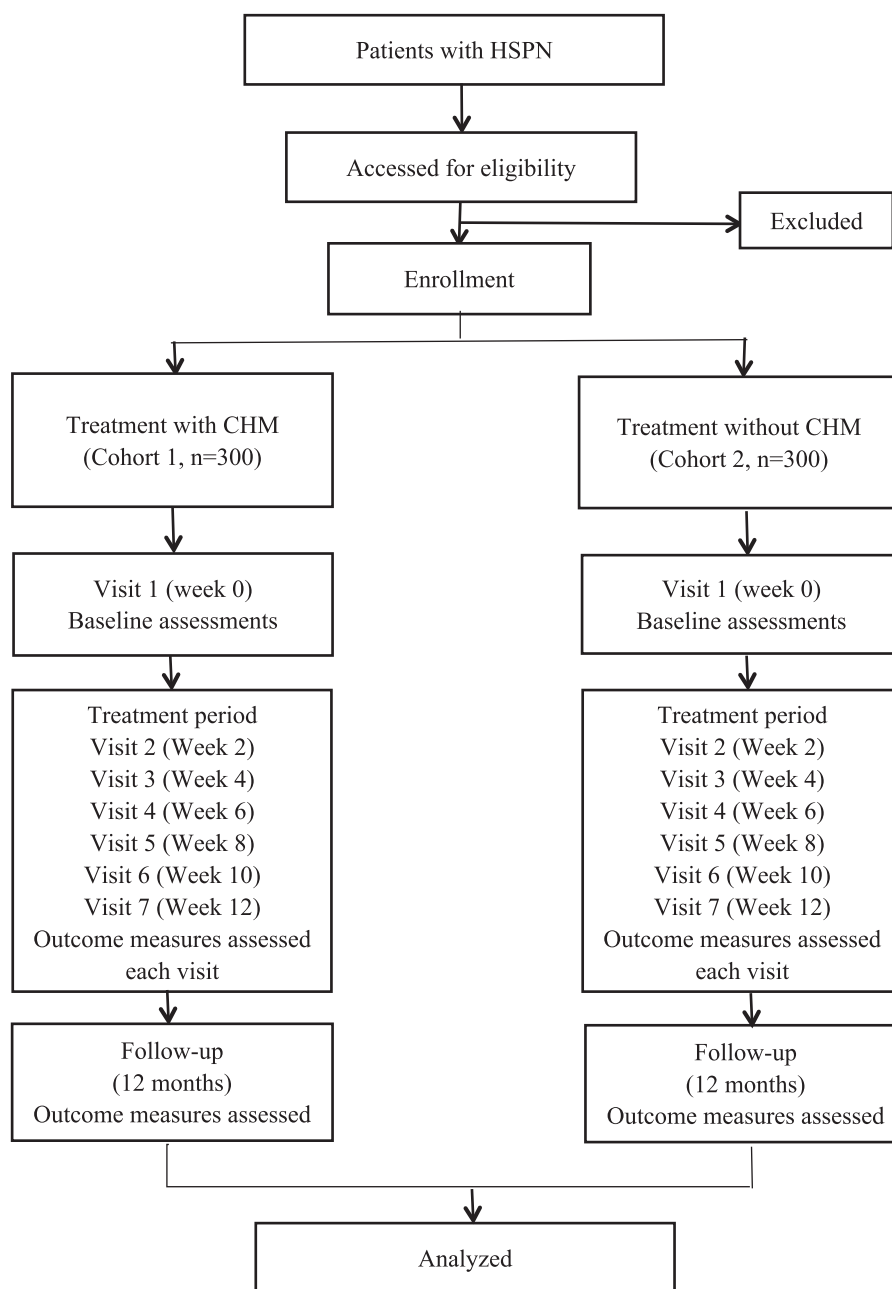 Patients with HSPN
Accessed for eligibility
Excluded
Enrollment
Treatment with CHM
(Cohort 1, n=300)
Treatment without CHM
(Cohort 2, n=300)
Visit 1 (week 0)
Baseline assessments
Visit 1 (week 0)
Baseline assessments
Treatment period
Visit 2 (Week 2)
Visit 3 (Week 4)
Visit 4 (Week 6)
Visit 5 (Week 8)
Visit 6 (Week 10)
Visit 7 (Week 12)
Outcome measures assessed
each visit
Treatment period
Visit 2 (Week 2)
Visit 3 (Week 4)
Visit 4 (Week 6)
Visit 5 (Week 8)
Visit 6 (Week 10)
Visit 7 (Week 12)
Outcome measures assessed
each visit
Follow-up
(12 months)
Outcome measures assessed
Follow-up
(12 months)
Outcome measures assessed
Analyzed